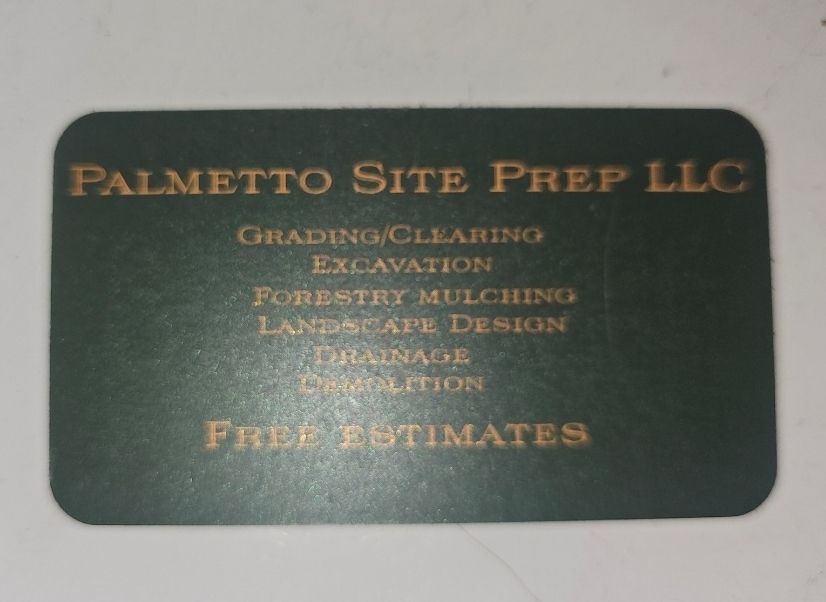 Palmetto Site Prep LLC
Grading/Clearing
Excavation
Forestry mulching
Landscape Design
Drainage
Demolition
Free estimates